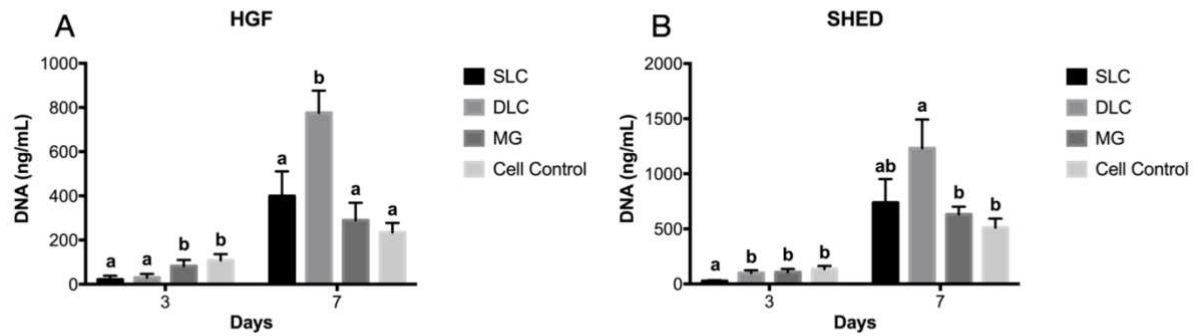 A
HGF
1000
800
600
400
200
0
DNA (ng/mL)
a a b b
a b a a
3 7
Days
SLC
DLC
MG
Cell Control
B
SHED
2000
1500
1000
500
0
DNA (ng/mL)
a b b b
ab a b b
3 7
Days
SLC
DLC
MG
Cell Control